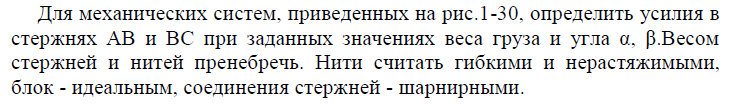 Для механических систем, приведенных на рис.1-30, определить усилия в
стержнях АВ и ВС при заданных значениях веса груза и угла α, β.Весом
стержней и нитей пренебречь. Нити считать гибкими и нерастяжимыми,
блок - идеальным, соединения стержней - шарнирными.